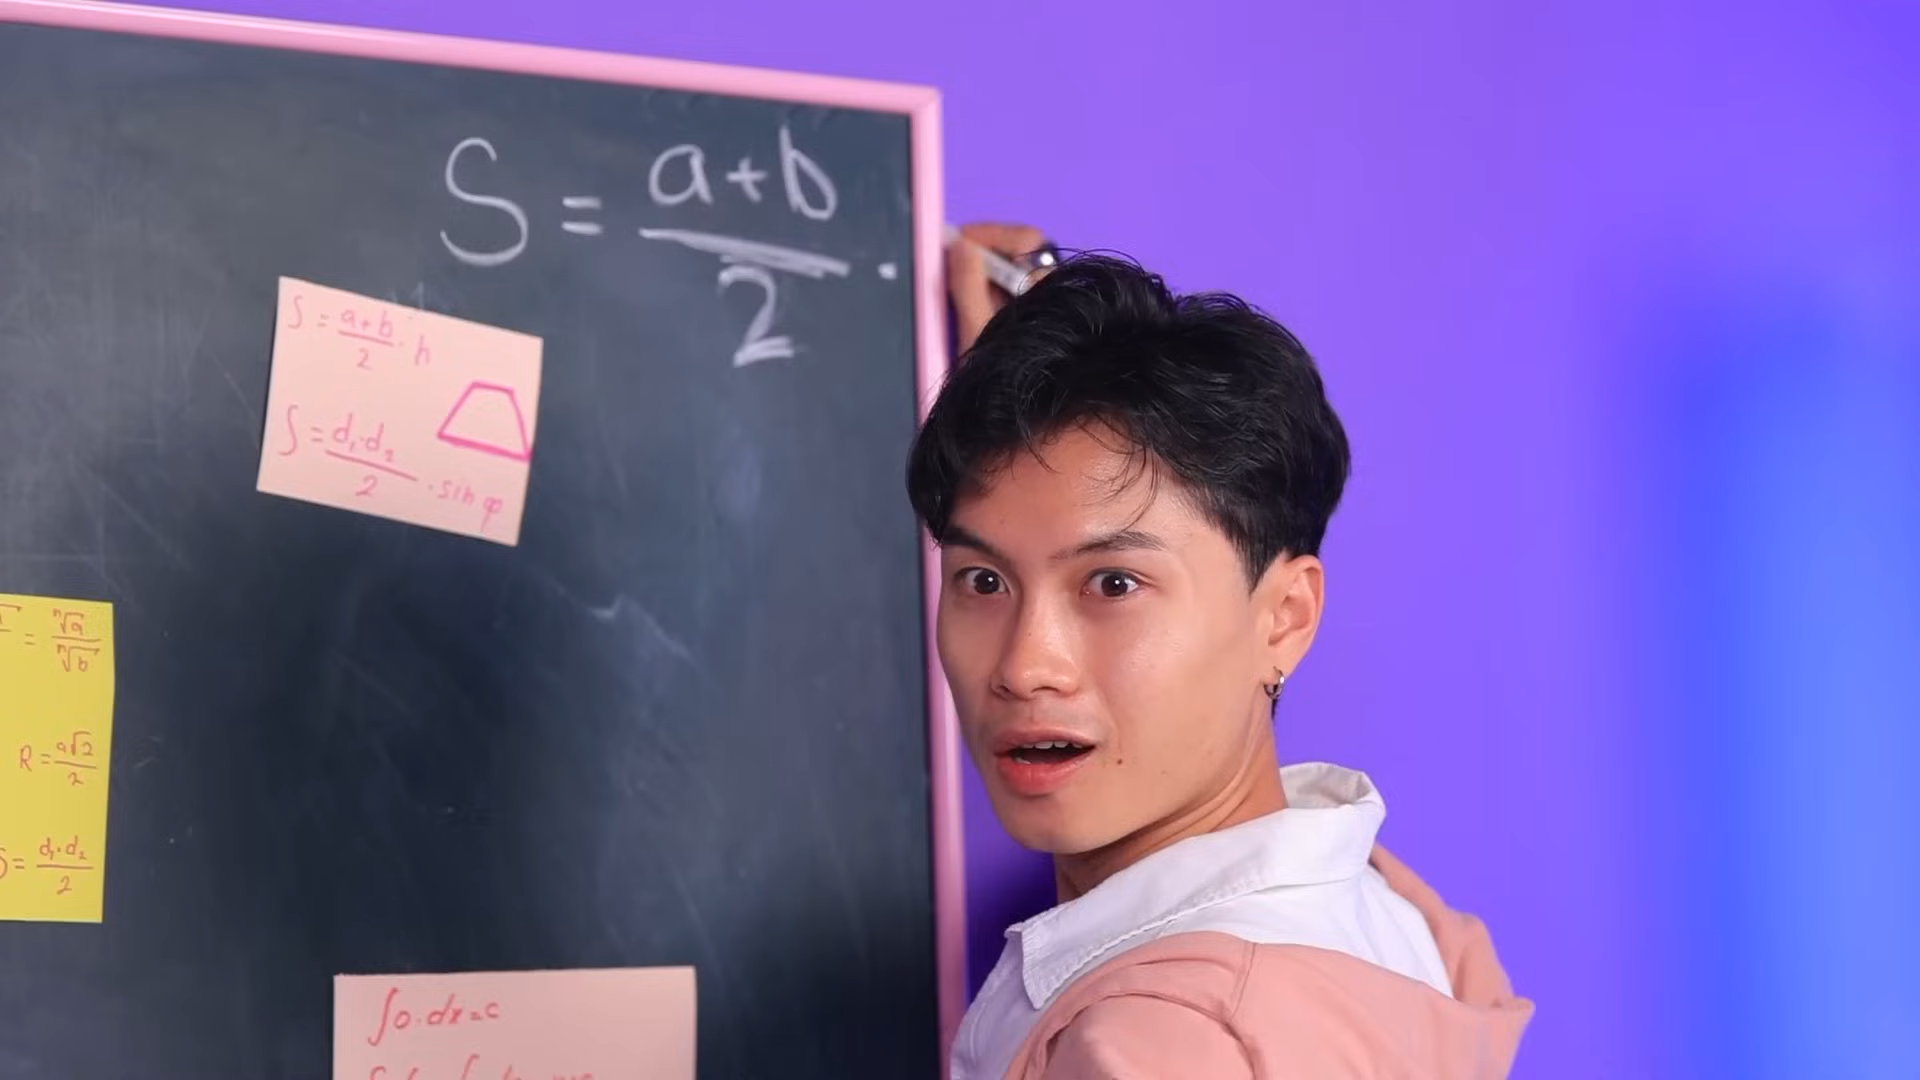 S = a+b/2 ·
S = a+b/2 · h
S = d₁·d₂/2 · sin φ
= ⁿ√a/ⁿ√b
R = a√2/2
S = d₁·d₂/2
∫0·dx=c